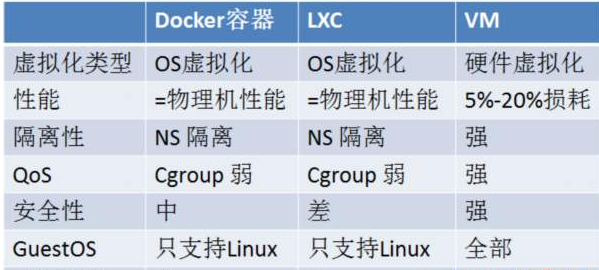 Docker容器 LXC VM
虚拟化类型 OS虚拟化 OS虚拟化 硬件虚拟化
性能 =物理机性能 =物理机性能 5%-20%损耗
隔离性 NS 隔离 NS 隔离 强
QoS Cgroup 弱 Cgroup 弱 强
安全性 中 差 强
GuestOS 只支持Linux 只支持Linux 全部